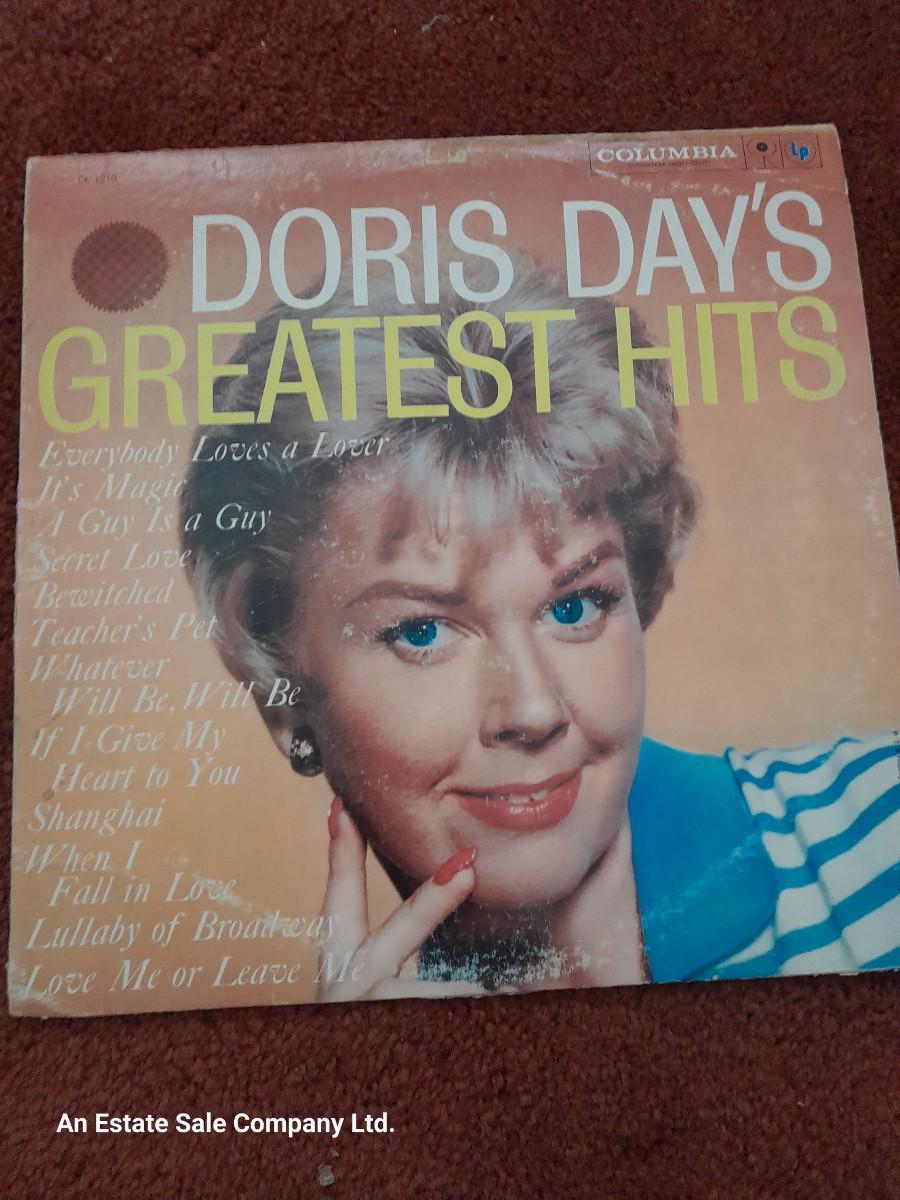 CL 1210
COLUMBIA
Lp
DORIS DAY'S
GREATEST HITS
Everybody Loves a Lover
It's Magic
A Guy Is a Guy
Secret Love
Bewitched
Teacher's Pet
Whatever
Will Be, Will Be
If I Give My
Heart to You
Shanghai
When I
Fall in Love
Lullaby of Broadway
Love Me or Leave Me
An Estate Sale Company Ltd.